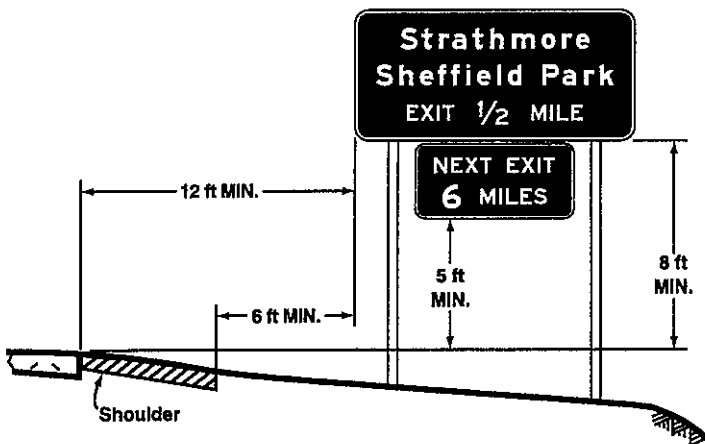 Strathmore
Sheffield Park
EXIT 1/2 MILE
NEXT EXIT
6 MILES
12 ft MIN.
6 ft MIN.
5 ft
MIN.
8 ft
MIN.
Shoulder